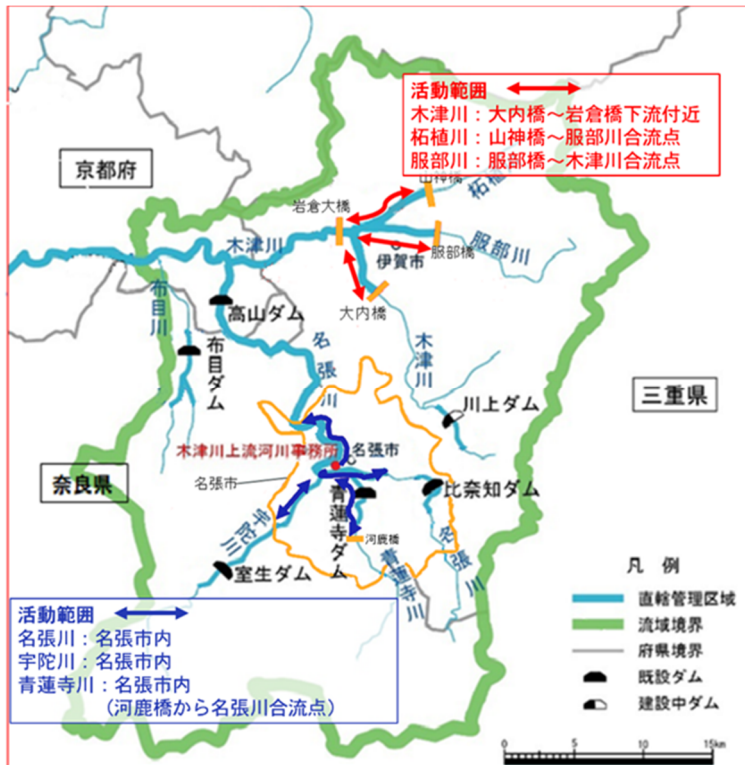 活動範囲
木津川：大内橋～岩倉橋下流付近
柘植川：山神橋～服部川合流点
服部川：服部橋～木津川合流点
京都府
山神橋
柘植川
岩倉大橋
木津川
服部川
服部橋
伊賀市
布目川
大内橋
高山ダム
布目ダム
名張川
木津川
川上ダム
三重県
木津川上流河川事務所
名張市
奈良県
名張市
比奈知ダム
青蓮寺ダム
宇陀川
河鹿橋
名張川
青蓮寺川
室生ダム
凡 例
直轄管理区域
流域境界
府県境界
既設ダム
建設中ダム
活動範囲
名張川：名張市内
宇陀川：名張市内
青蓮寺川：名張市内
（河鹿橋から名張川合流点）
0 5 10 15km